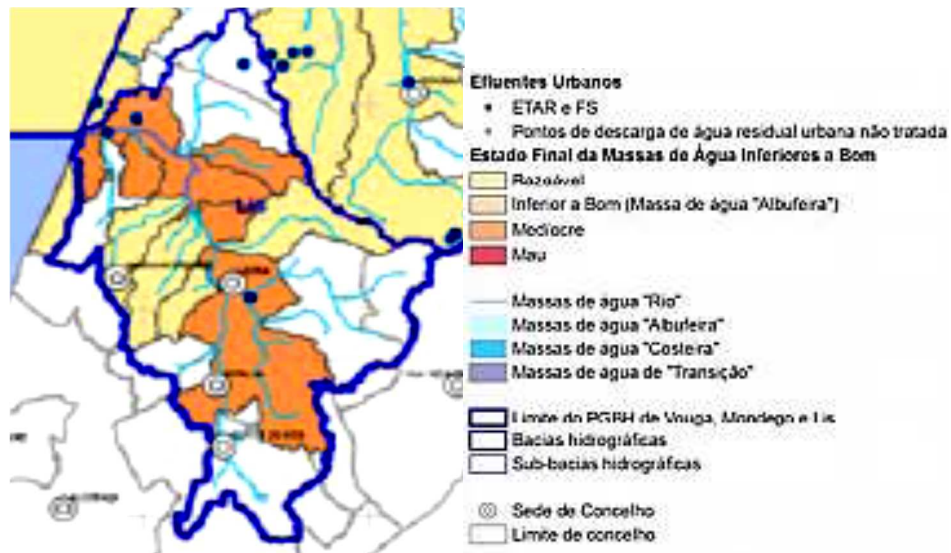 Efluentes Urbanos
ETAR e FS
Pontos de descarga de água residual urbana não tratada
Estado Final da Massas de Água Inferiores a Bom
Razoável
Inferior a Bom (Massa de água "Albufeira")
Medíocre
Mau
Massas de água "Rio"
Massas de água "Albufeira"
Massas de água "Costeira"
Massas de água de "Transição"
Limite do PGBH de Vouga, Mondego e Lis
Bacias hidrográficas
Sub-bacias hidrográficas
Sede de Concelho
Limite de concelho